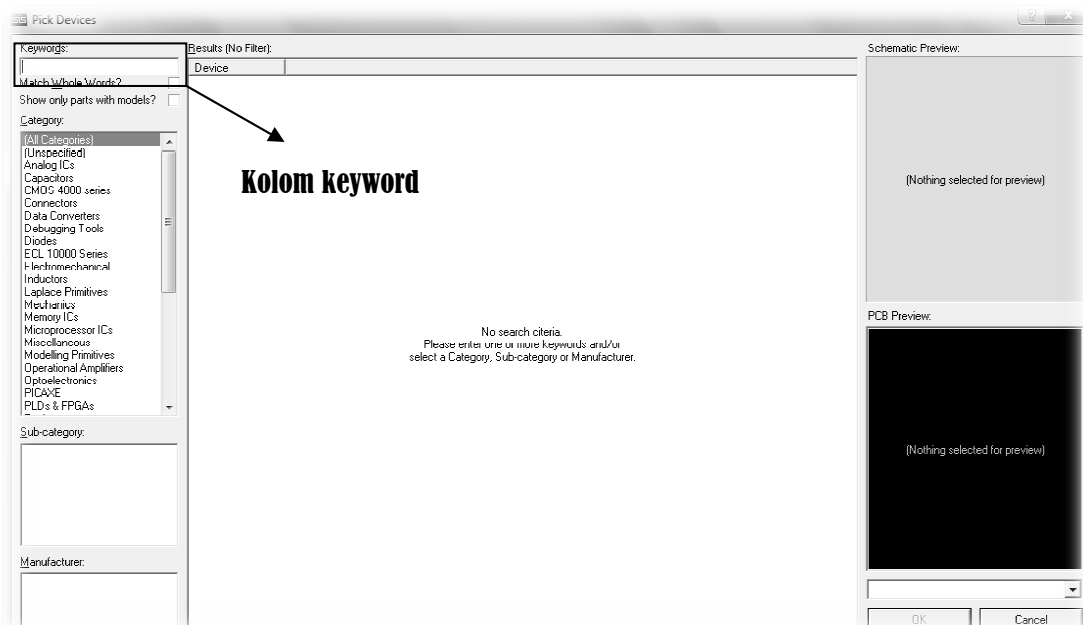 ISIS Pick Devices
Keywords:
Match Whole Words?
Show only parts with models?
Category:
(All Categories)
(Unspecified)
Analog ICs
Capacitors
CMOS 4000 series
Connectors
Data Converters
Debugging Tools
Diodes
ECL 10000 Series
Electromechanical
Inductors
Laplace Primitives
Mechanics
Memory ICs
Microprocessor ICs
Miscellaneous
Modelling Primitives
Operational Amplifiers
Optoelectronics
PICAXE
PLDs & FPGAs
Sub-category:
Manufacturer:
Results (No Filter):
Device
Kolom keyword
No search citeria.
Please enter one or more keywords and/or
select a Category, Sub-category or Manufacturer.
Schematic Preview:
(Nothing selected for preview)
PCB Preview:
(Nothing selected for preview)
OK
Cancel